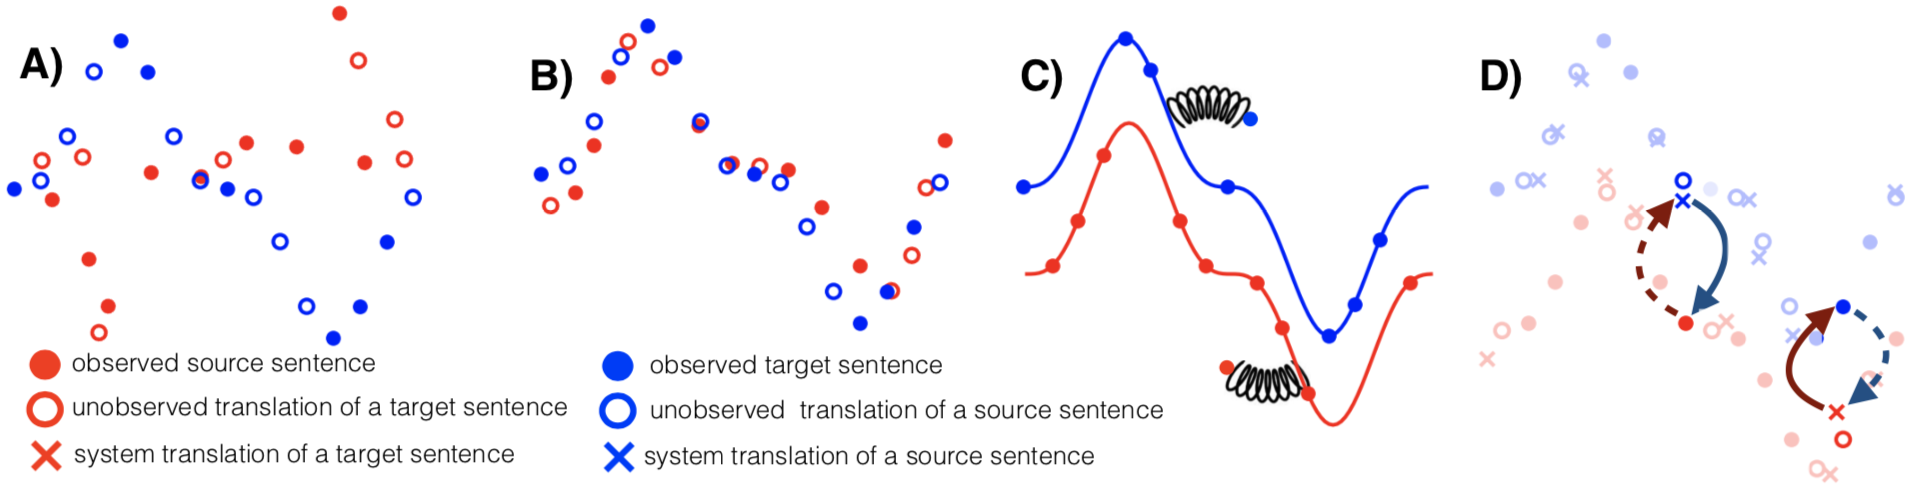 A)
B)
C)
D)
observed source sentence
observed target sentence
unobserved translation of a target sentence
unobserved translation of a source sentence
system translation of a target sentence
system translation of a source sentence